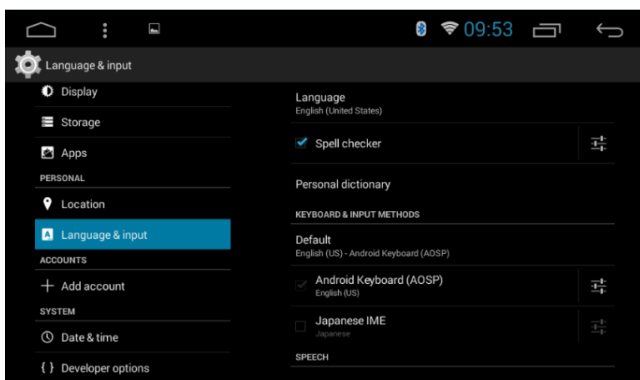 09:53
Language & input
Display
Storage
Apps
PERSONAL
Location
Language & input
ACCOUNTS
Add account
SYSTEM
Date & time
{ } Developer options
Language
English (United States)
Spell checker
Personal dictionary
KEYBOARD & INPUT METHODS
Default
English (US) - Android Keyboard (AOSP)
Android Keyboard (AOSP)
English (US)
Japanese IME
Japanese
SPEECH